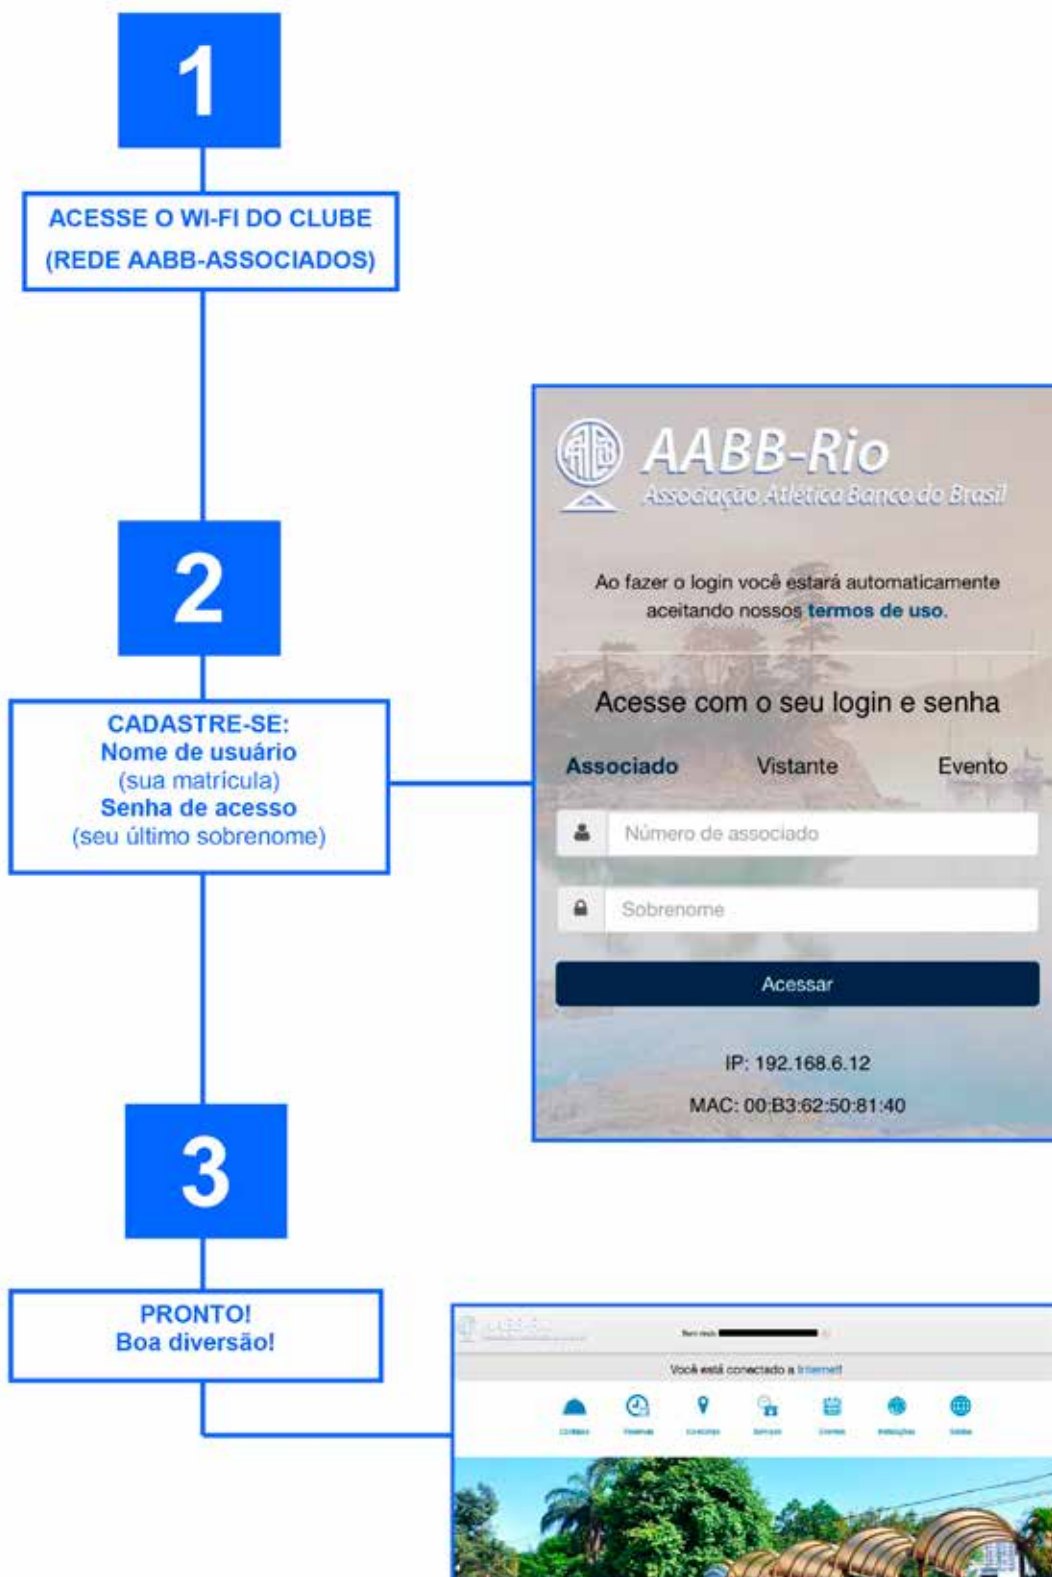 1
ACESSE O WI-FI DO CLUBE
(REDE AABB-ASSOCIADOS)
AABB-Rio
Associação Atlética Banco do Brasil
Ao fazer o login você estará automaticamente
aceitando nossos termos de uso.
2
CADASTRE-SE:
Nome de usuário
(sua matrícula)
Senha de acesso
(seu último sobrenome)
Acesse com o seu login e senha
Associado Vistante Evento
Número de associado
Sobrenome
Acessar
IP: 192.168.6.12
MAC: 00:B3:62:50:81:40
3
PRONTO!
Boa diversão!
Você está conectado a Internet!